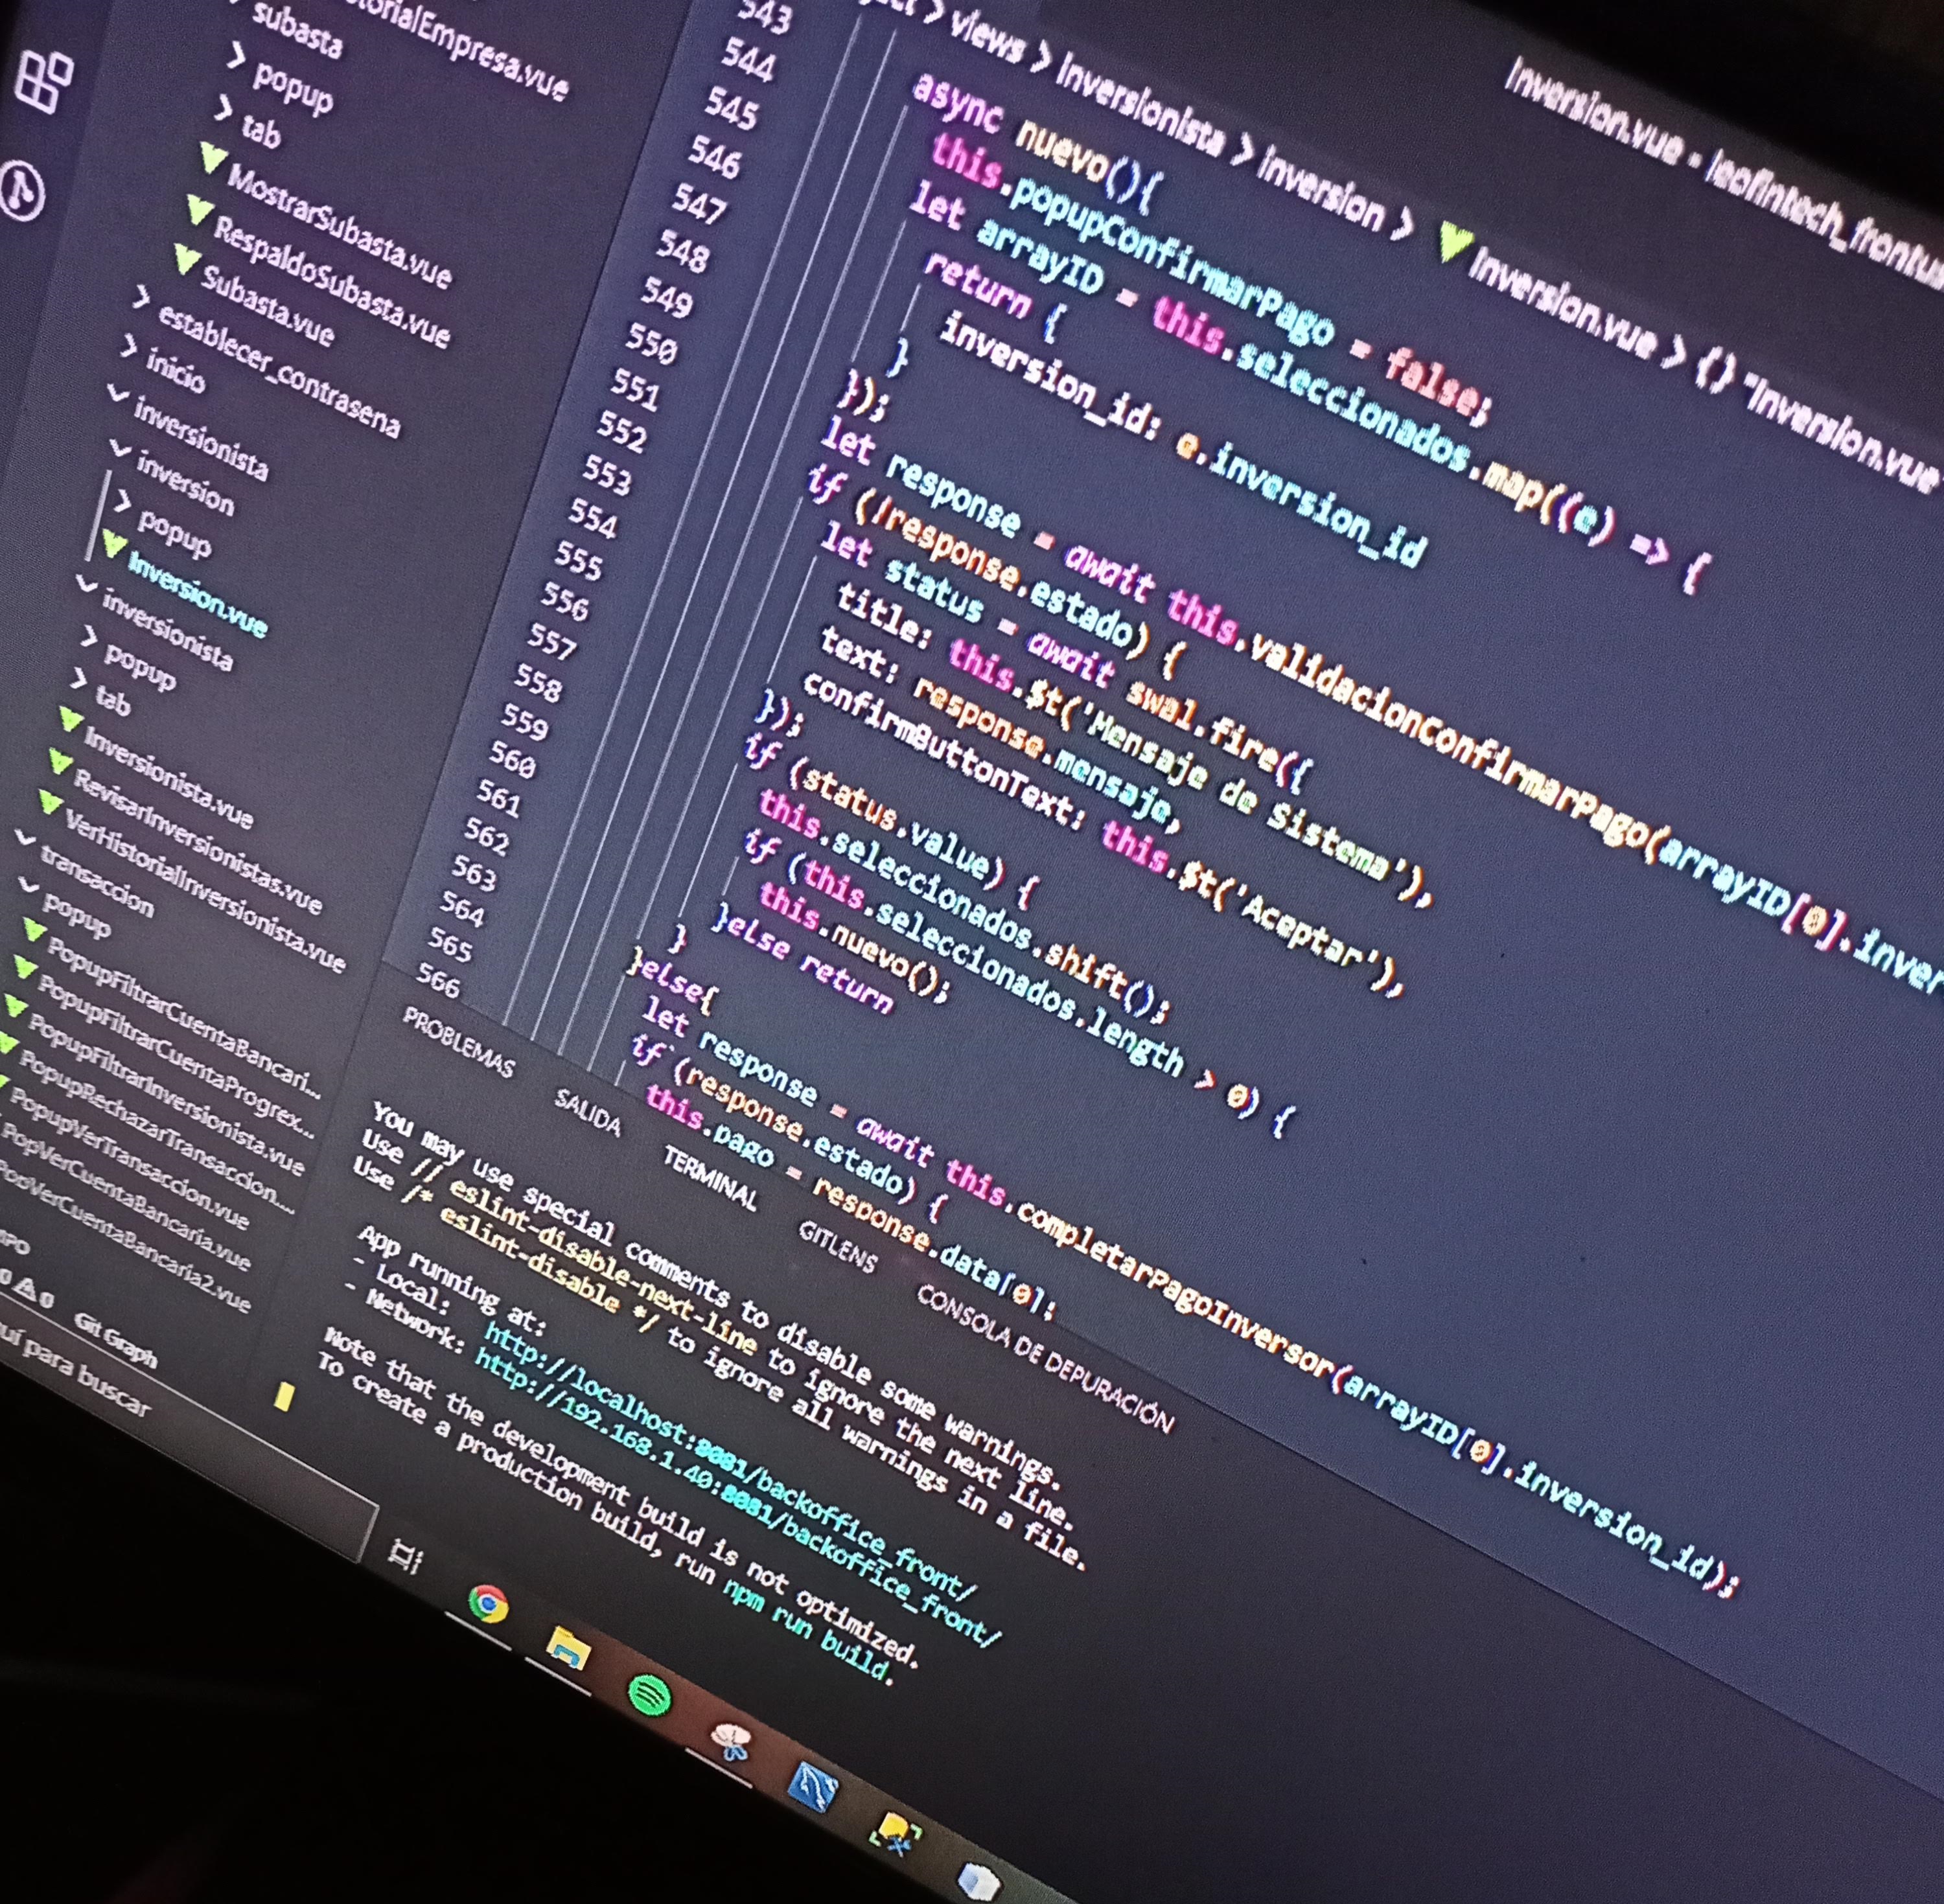 Inversion.vue - leofintech_frontus
views > inversionista > inversion > Inversion.vue > {} "Inversion.vue"
torialEmpresa.vue
subasta
popup
tab
MostrarSubasta.vue
RespaldoSubasta.vue
Subasta.vue
establecer_contrasena
inicio
inversionista
inversion
popup
Inversion.vue
inversionista
popup
tab
Inversionista.vue
RevisarInversionistas.vue
VerHistorialInversionista.vue
transaccion
popup
PopupFiltrarCuentaBancari...
PopupFiltrarCuentaProgrex...
PopupFiltrarInversionista.vue
PopupRechazarTransaccion....
PopupVerTransaccion.vue
PopVerCuentaBancaria.vue
PopVerCuentaBancaria2.vue
0 0 Git Graph
uí para buscar
543
544
545
546
547
548
549
550
551
552
553
554
555
556
557
558
559
560
561
562
563
564
565
566
async nuevo(){
this.popupConfirmarPago = false;
let arrayID = this.seleccionados.map((e) => {
return {
inversion_id: e.inversion_id
}
});
let response = await this.validacionConfirmarPago(arrayID[0].inver
if (!response.estado) {
let status = await swal.fire({
title: this.$t('Mensaje de Sistema'),
text: response.mensaje,
confirmButtonText: this.$t('Aceptar'),
});
if (status.value) {
this.seleccionados.shift();
if (this.seleccionados.length > 0) {
this.nuevo();
}else return
}
}else{
let response = await this.completarPagoInversor(arrayID[0].inversion_id);
if (response.estado) {
this.pago = response.data[0];
PROBLEMAS SALIDA TERMINAL GITLENS CONSOLA DE DEPURACIÓN
You may use special comments to disable some warnings.
Use // eslint-disable-next-line to ignore the next line.
Use /* eslint-disable */ to ignore all warnings in a file.
App running at:
- Local: http://localhost:8081/backoffice_front/
- Network: http://192.168.1.40:8081/backoffice_front/
Note that the development build is not optimized.
To create a production build, run npm run build.